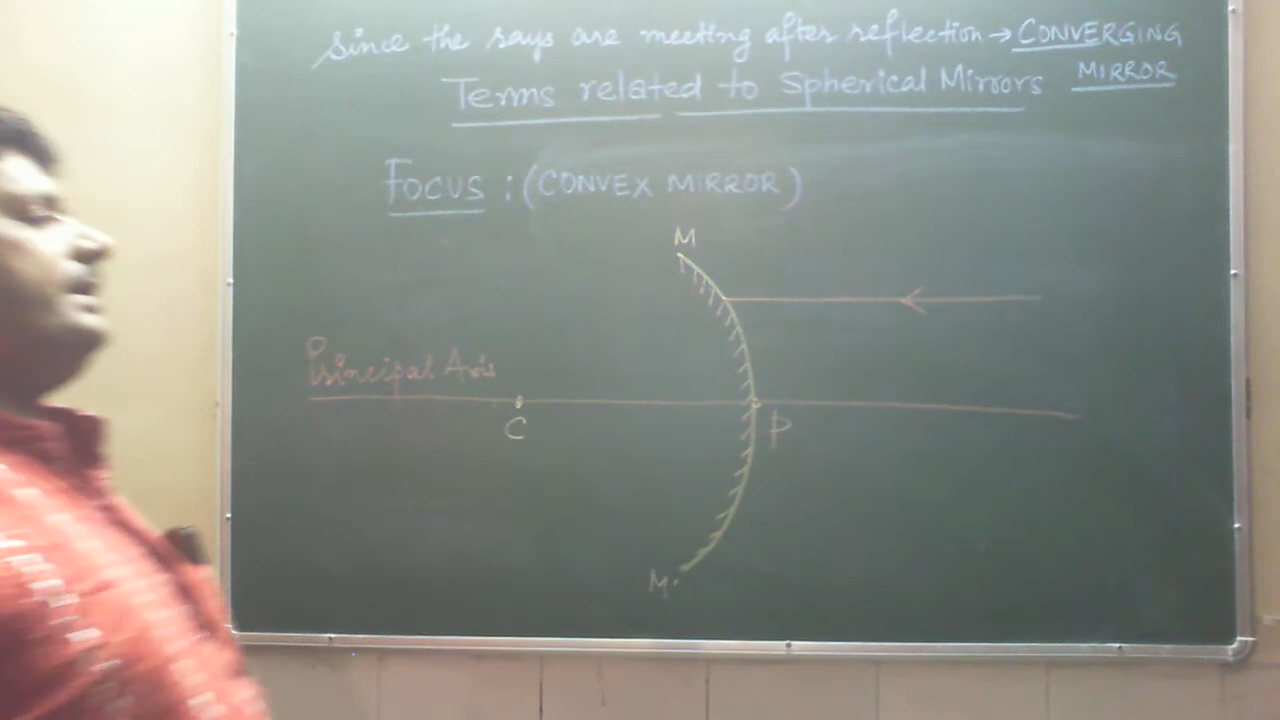 Since the rays are meeting after reflection → CONVERGING
MIRROR
Terms related to Spherical Mirrors
FOCUS : (CONVEX MIRROR)
M
Principal Axis
C
P
M'